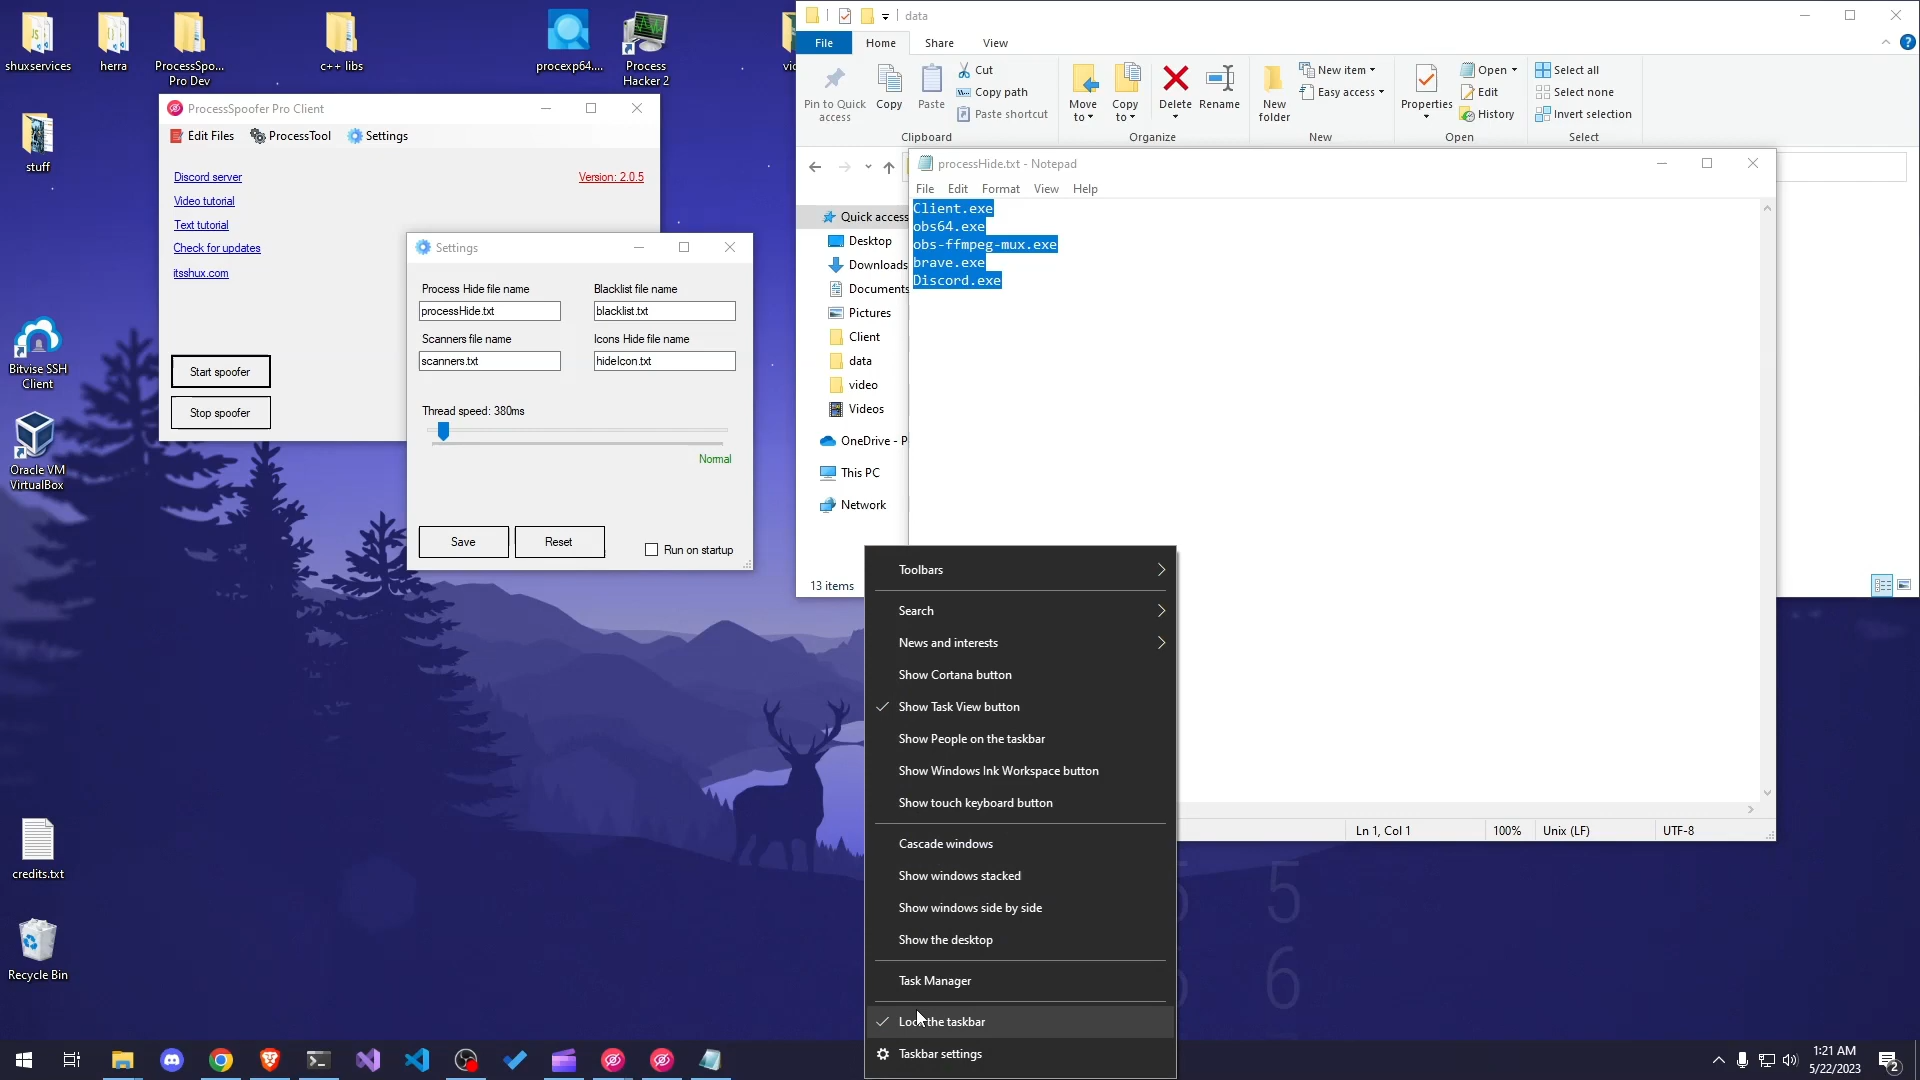 shuxservices
herra
ProcessSpo...
Pro Dev
c++ libs
procexp64....
Process
Hacker 2
stuff
Bitvise SSH
Client
Oracle VM
VirtualBox
credits.txt
Recycle Bin
ProcessSpoofer Pro Client
Edit Files
ProcessTool
Settings
Discord server
Version: 2.0.5
Video tutorial
Text tutorial
Check for updates
itsshux.com
Start spoofer
Stop spoofer
Settings
Process Hide file name
Blacklist file name
processHide.txt
blacklist.txt
Scanners file name
Icons Hide file name
scanners.txt
hideIcon.txt
Thread speed: 380ms
Normal
Save
Reset
Run on startup
data
File
Home
Share
View
Pin to Quick
access
Copy
Paste
Cut
Copy path
Paste shortcut
Clipboard
Move
to
Copy
to
Delete
Rename
Organize
New
folder
New item
Easy access
New
Properties
Open
Edit
History
Open
Select all
Select none
Invert selection
Select
Quick access
Desktop
Downloads
Documents
Pictures
Client
data
video
Videos
OneDrive - P
This PC
Network
13 items
processHide.txt - Notepad
File
Edit
Format
View
Help
Client.exe
obs64.exe
obs-ffmpeg-mux.exe
brave.exe
Discord.exe
Ln 1, Col 1
100%
Unix (LF)
UTF-8
Toolbars
Search
News and interests
Show Cortana button
Show Task View button
Show People on the taskbar
Show Windows Ink Workspace button
Show touch keyboard button
Cascade windows
Show windows stacked
Show windows side by side
Show the desktop
Task Manager
Lock the taskbar
Taskbar settings
5
6
1:21 AM
5/22/2023
2